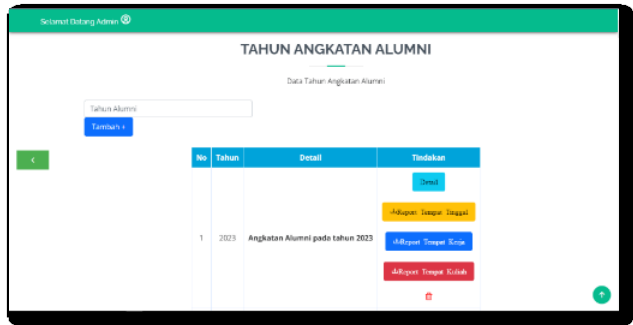 Selamat Datang Admin
TAHUN ANGKATAN ALUMNI
Data Tahun Angkatan Alumni
Tahun Alumni
Tambah +
No Tahun Detail Tindakan
Detail
Report Tempat Tinggal
1 2023 Angkatan Alumni pada tahun 2023
Report Tempat Kerja
Report Tempat Kuliah